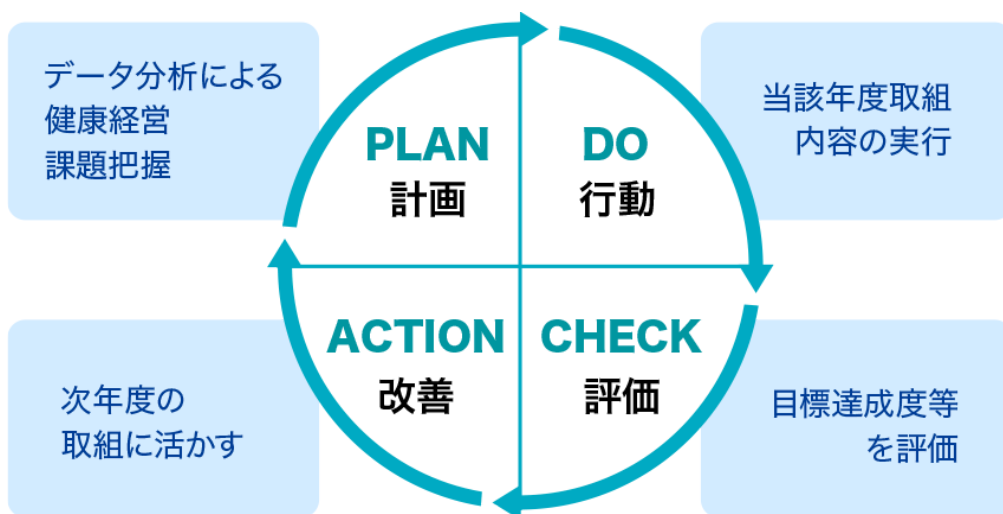 データ分析による
健康経営
課題把握
PLAN
計画
DO
行動
当該年度取組
内容の実行
次年度の
取組に活かす
ACTION
改善
CHECK
評価
目標達成度等
を評価